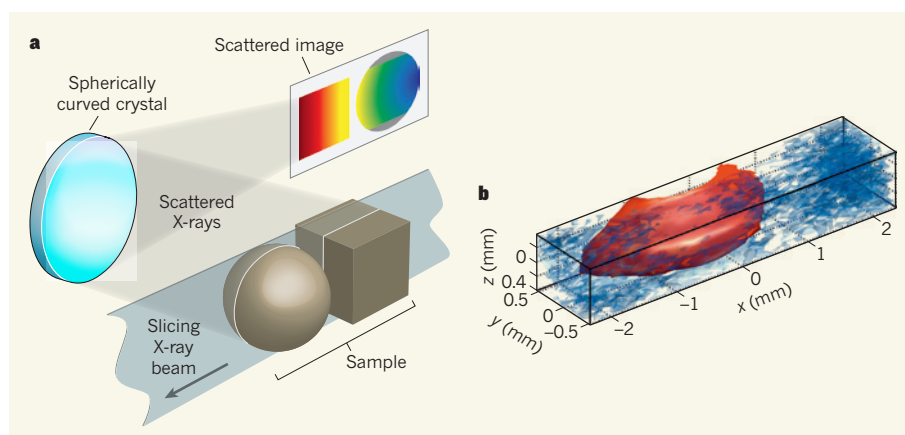 a
Scattered image
Spherically
curved crystal
Scattered
X-rays
Slicing
X-ray
beam
Sample
b
z (mm)
0
0.4
0.5
0
–0.5
y (mm)
–2
–1
0
1
2
x (mm)